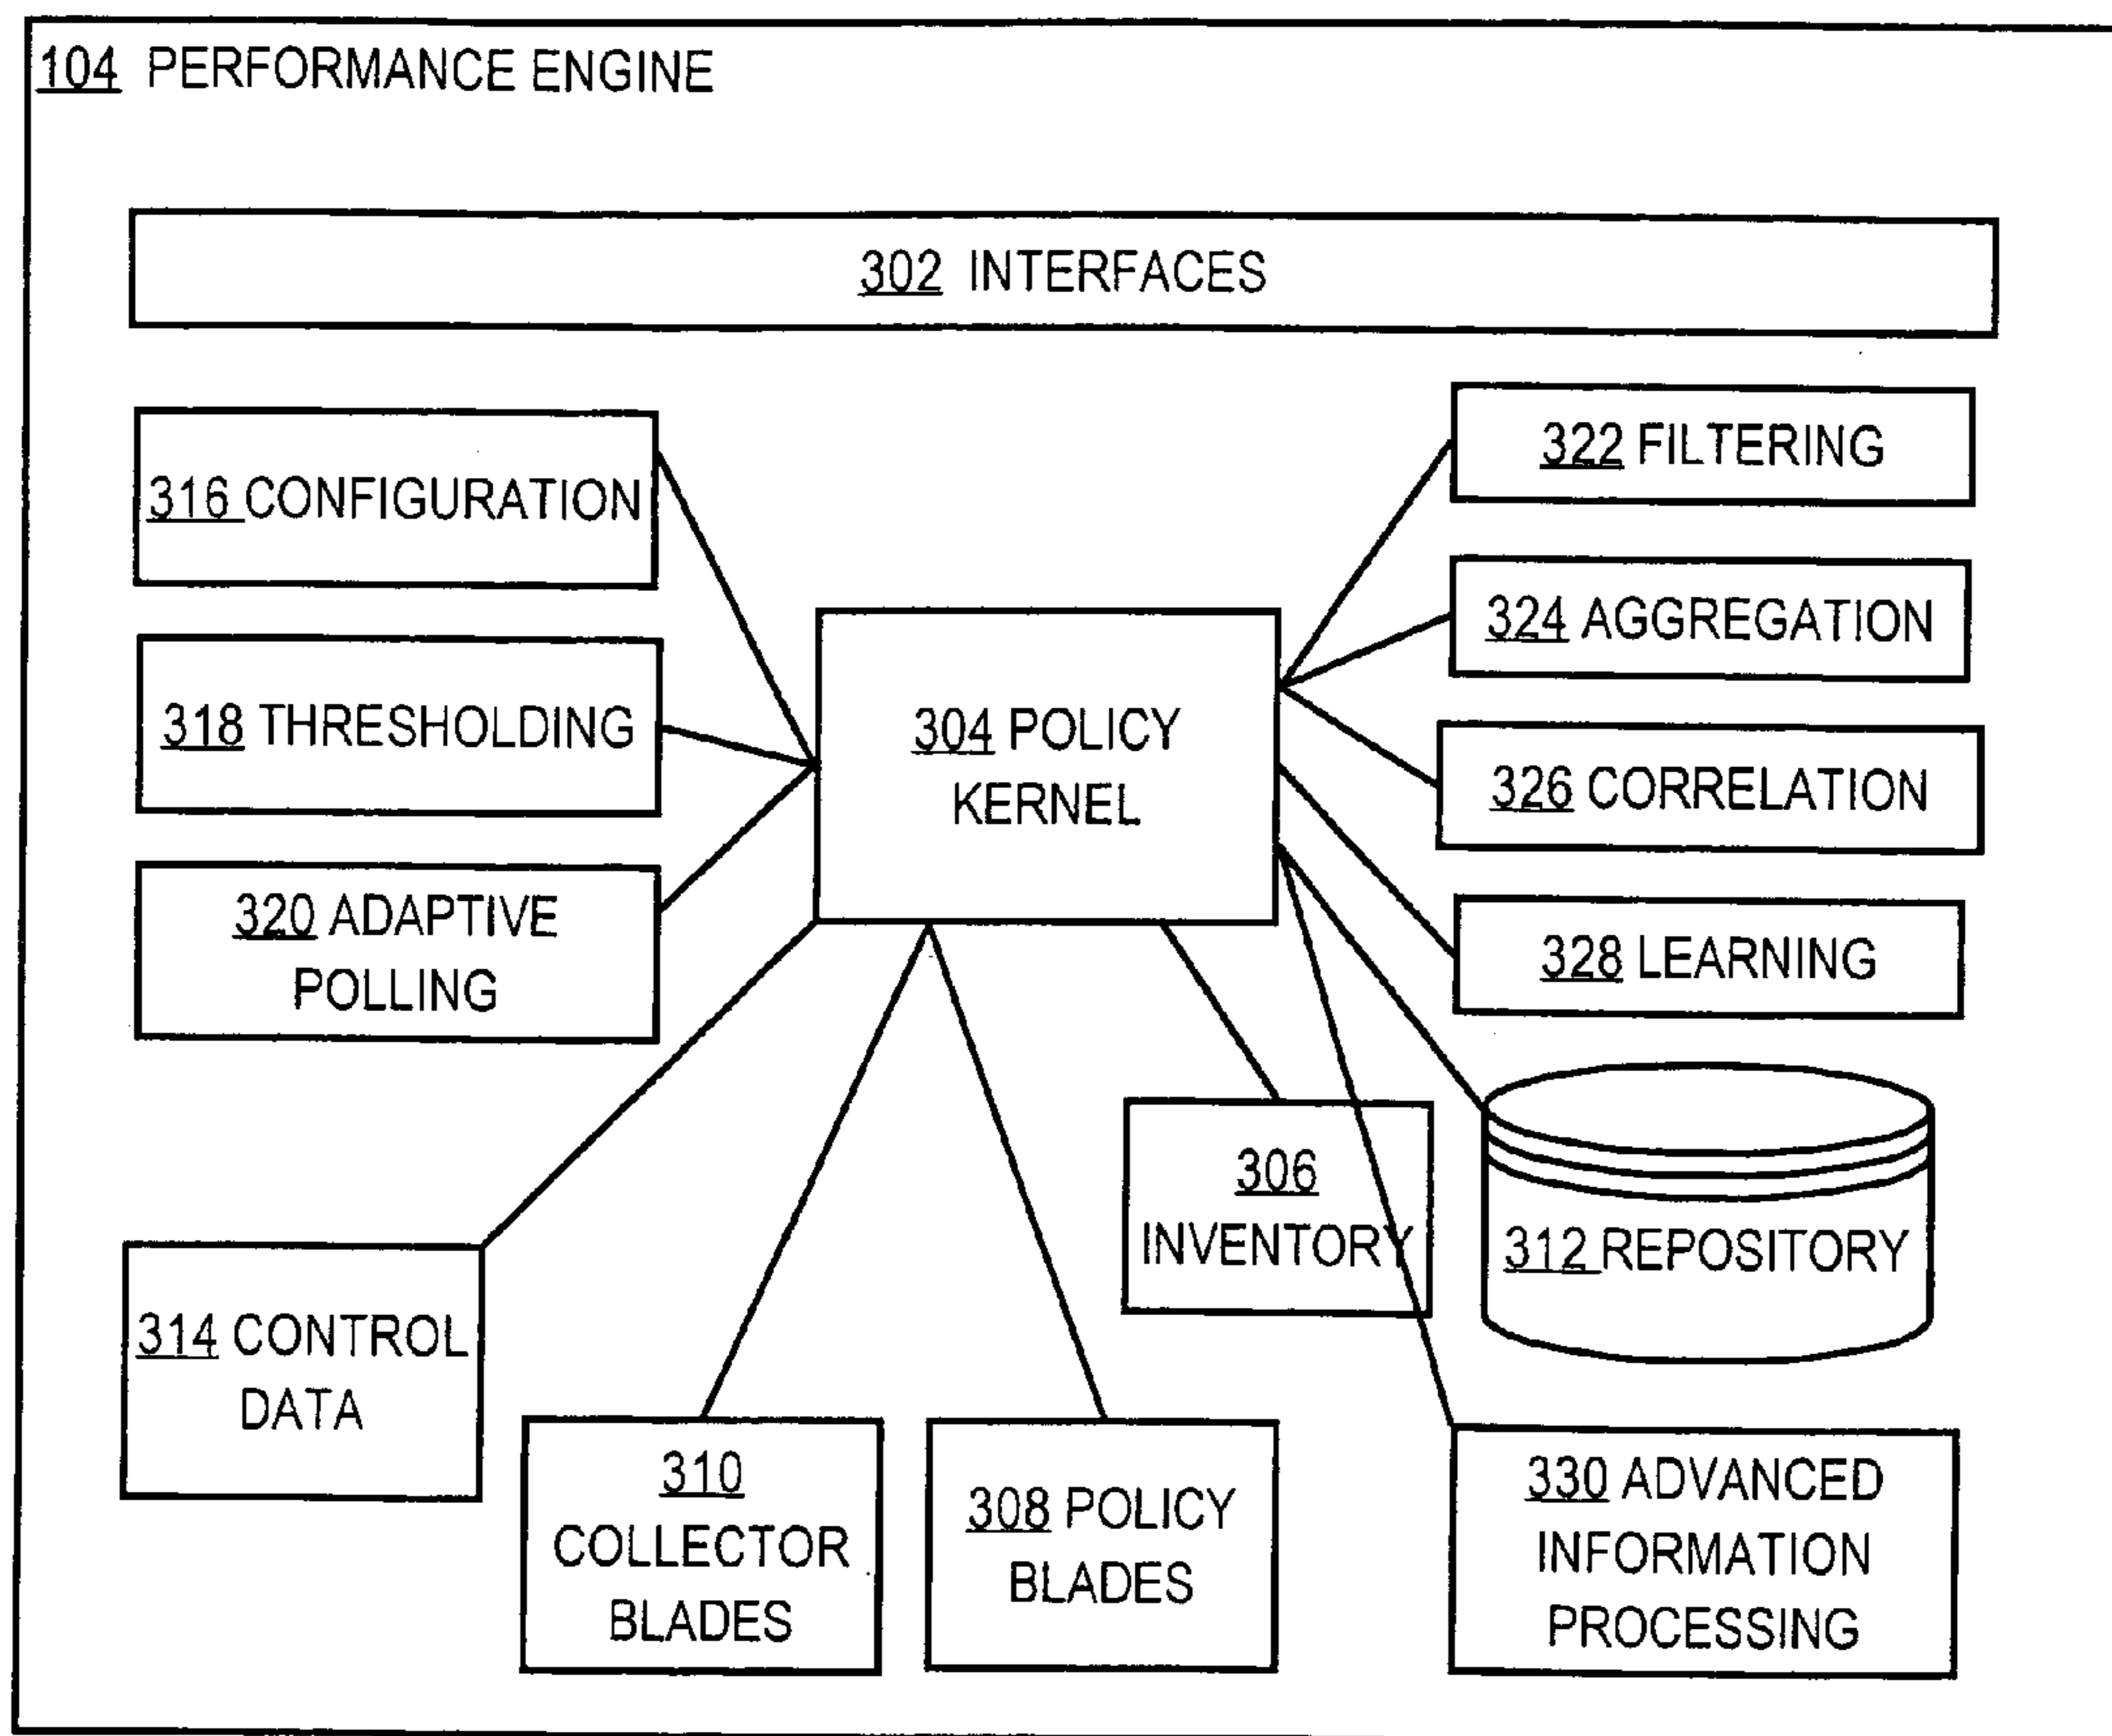 104 PERFORMANCE ENGINE
302 INTERFACES
316 CONFIGURATION
318 THRESHOLDING
320 ADAPTIVE
POLLING
304 POLICY
KERNEL
322 FILTERING
324 AGGREGATION
326 CORRELATION
328 LEARNING
306
INVENTORY
312 REPOSITORY
314 CONTROL
DATA
310
COLLECTOR
BLADES
308 POLICY
BLADES
330 ADVANCED
INFORMATION
PROCESSING